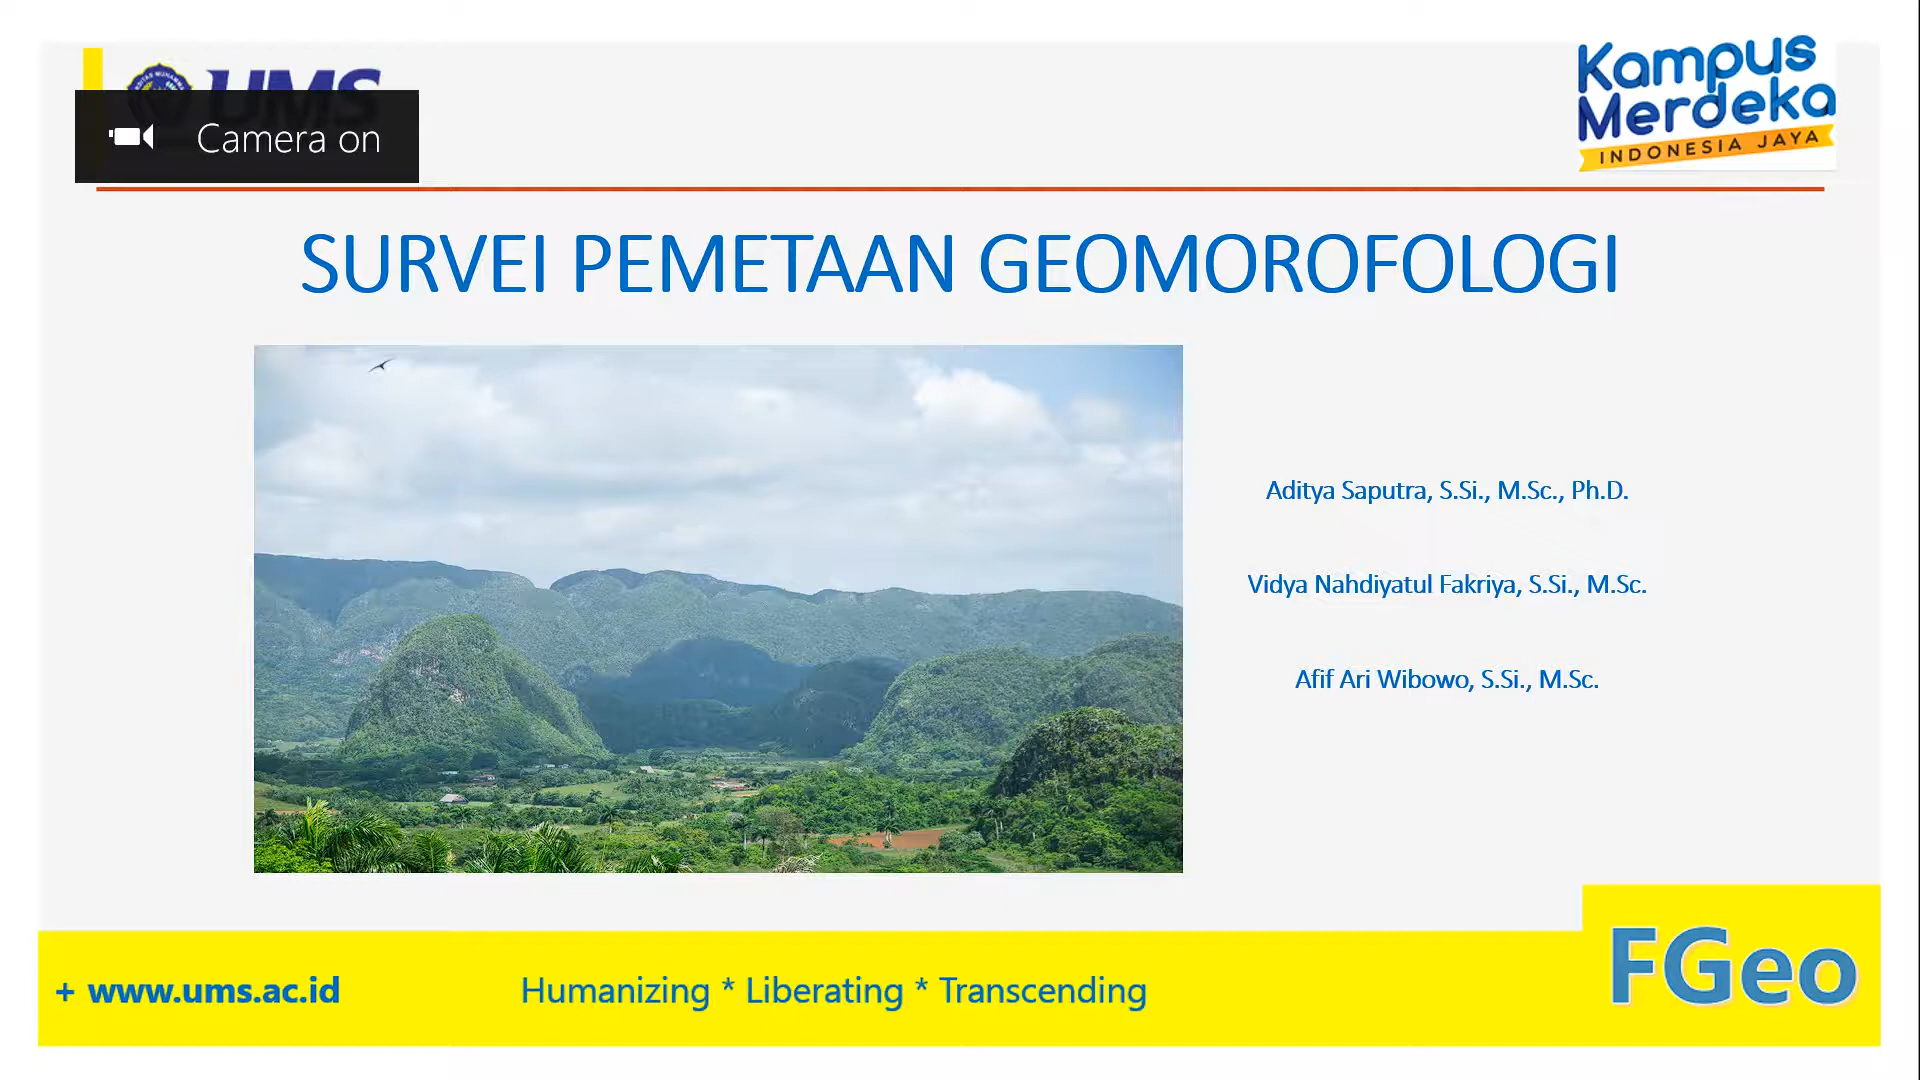 UMS
Camera on
Kampus
Merdeka
INDONESIA JAYA
SURVEI PEMETAAN GEOMOROFOLOGI
Aditya Saputra, S.Si., M.Sc., Ph.D.
Vidya Nahdiyatul Fakriya, S.Si., M.Sc.
Afif Ari Wibowo, S.Si., M.Sc.
+ www.ums.ac.id
Humanizing * Liberating * Transcending
FGeo